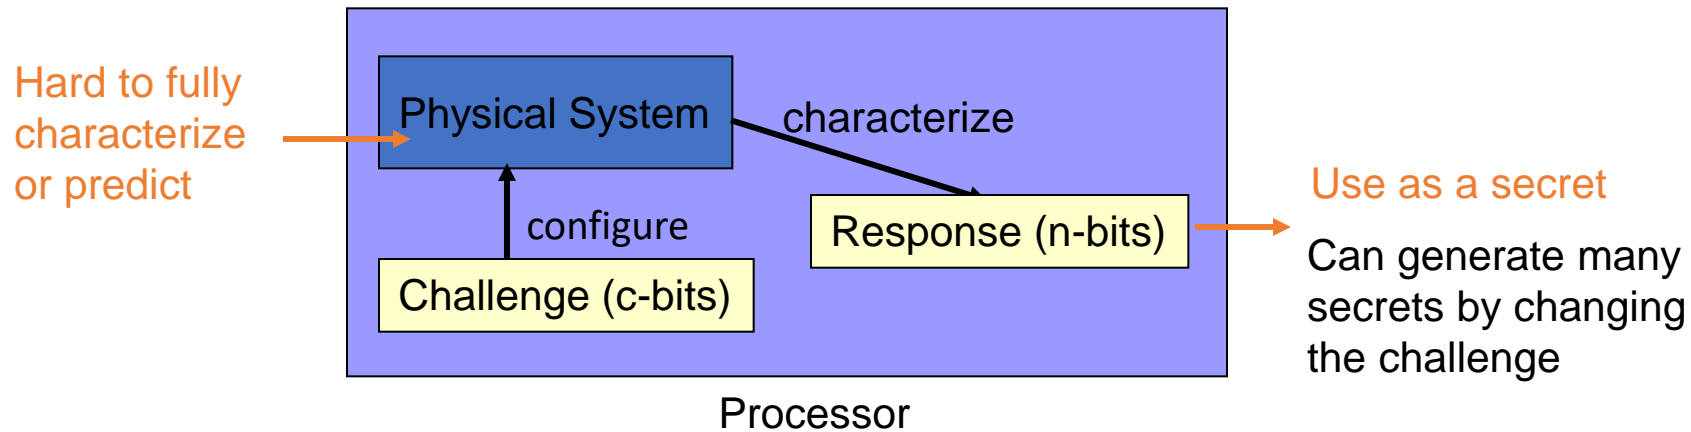 Hard to fully
characterize
or predict
Physical System
characterize
configure
Challenge (c-bits)
Response (n-bits)
Use as a secret
Can generate many
secrets by changing
the challenge
Processor